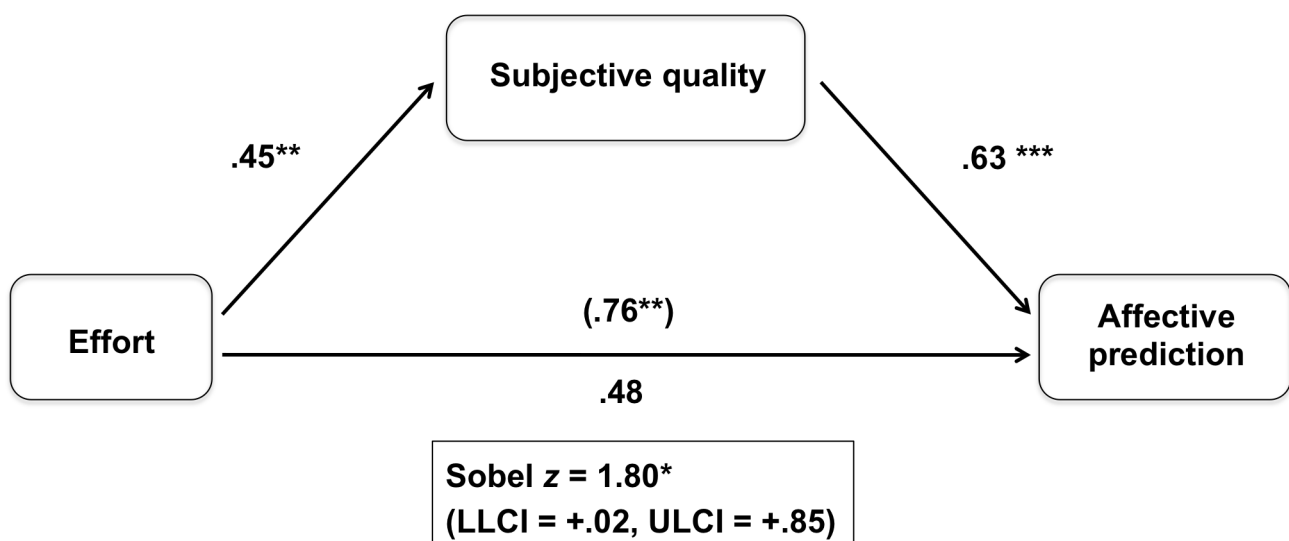 Subjective quality
.45**
.63 ***
(.76**)
Effort
Affective
prediction
.48
Sobel z = 1.80*
(LLCI = +.02, ULCI = +.85)